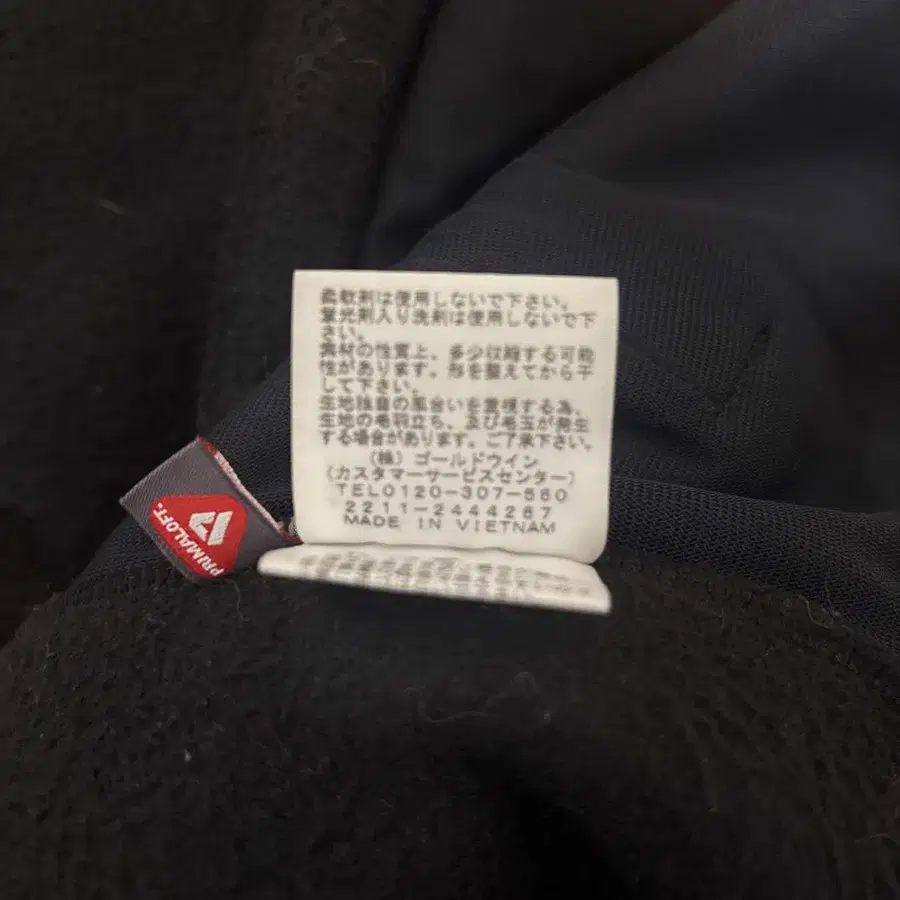 柔軟剤は使用しないで下さい。
蛍光剤入り洗剤は使用しないで下
さい。
素材の性質上、多少収縮する可能
性があります。形を整えてから干
して下さい。
生地独自の風合いを重視する為、
生地の毛羽立ち、及び毛玉が発生
する場合があります。ご了承下さい。
(株) ゴールドウイン
(カスタマーサービスセンター)
TEL0120-307-560
2211-2444267
MADE IN VIETNAM
PRIMALOFT.